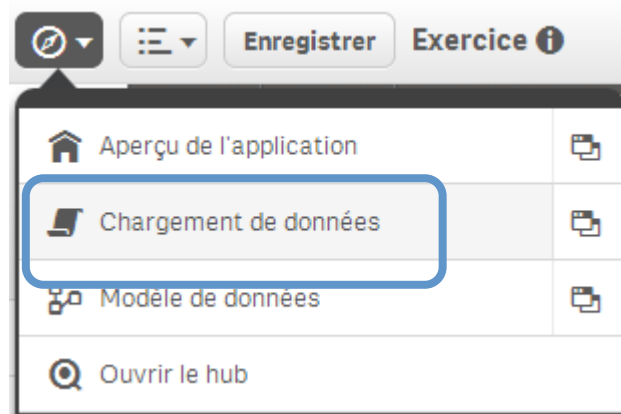 Enregistrer Exercice
Aperçu de l'application
Chargement de données
Modèle de données
Ouvrir le hub